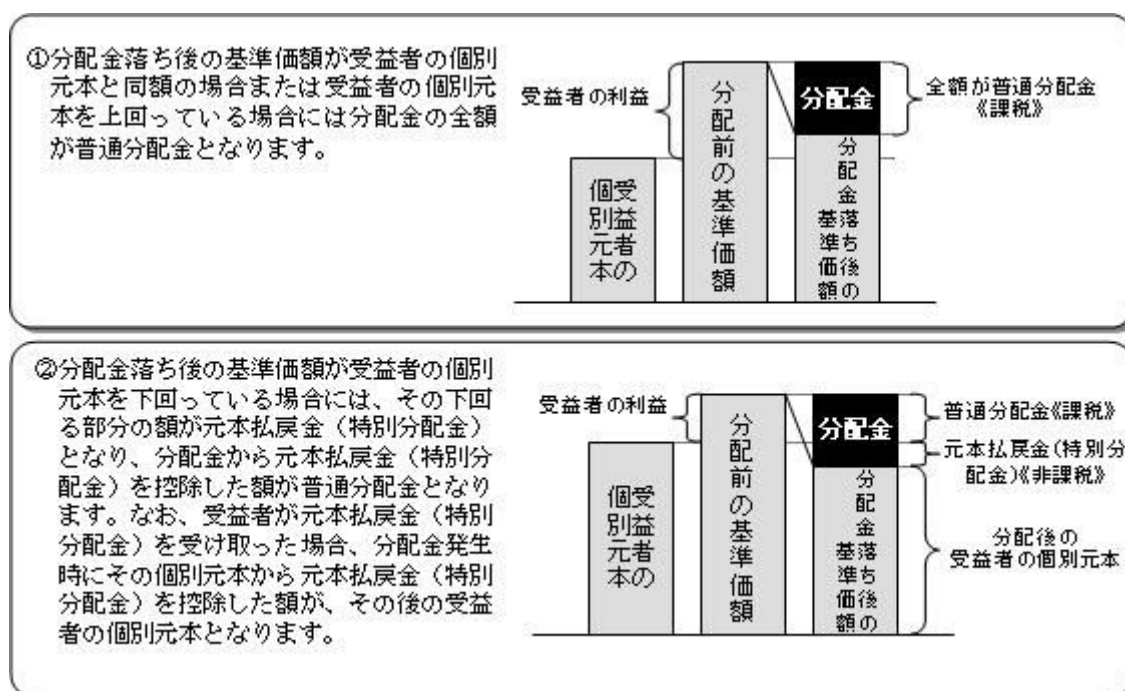 ①分配金落ち後の基準価額が受益者の個別
元本と同額の場合または受益者の個別元
本を上回っている場合には分配金の全額
が普通分配金となります。
受益者の利益
受益者の
個別元本
分配前の基準価額
分配金
分配金落ち後の
基準価額
全額が普通分配金
《課税》
②分配金落ち後の基準価額が受益者の個別
元本を下回っている場合には、その下回
る部分の額が元本払戻金（特別分配金）
となり、分配金から元本払戻金（特別分
配金）を控除した額が普通分配金となり
ます。なお、受益者が元本払戻金（特別
分配金）を受け取った場合、分配金発生
時にその個別元本から元本払戻金（特別
分配金）を控除した額が、その後の受益
者の個別元本となります。
受益者の利益
受益者の
個別元本
分配前の基準価額
分配金
分配金落ち後の
基準価額
普通分配金《課税》
元本払戻金(特別分
配金)《非課税》
分配後の
受益者の個別元本